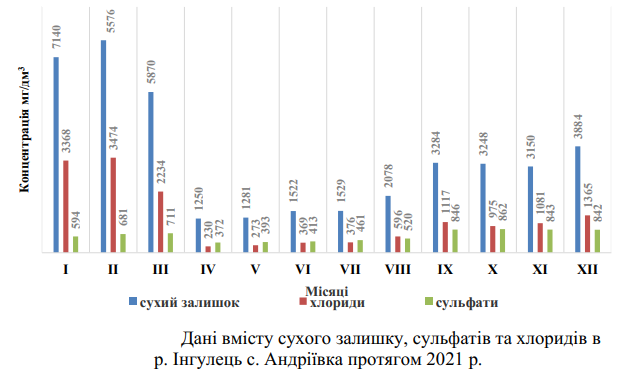 Концентрація мг/дм³
7140 3368 594
5576 3474 681
5870 2234 711
1250 230 372
1281 273 393
1522 369 413
1529 376 461
2078 596 520
3284 1117 846
3248 975 862
3150 1081 843
3884 1365 842
I II III IV V VI VII VIII IX X XI XII
Місяці
сухий залишок хлориди сульфати
Дані вмісту сухого залишку, сульфатів та хлоридів в
р. Інгулець с. Андріївка протягом 2021 р.